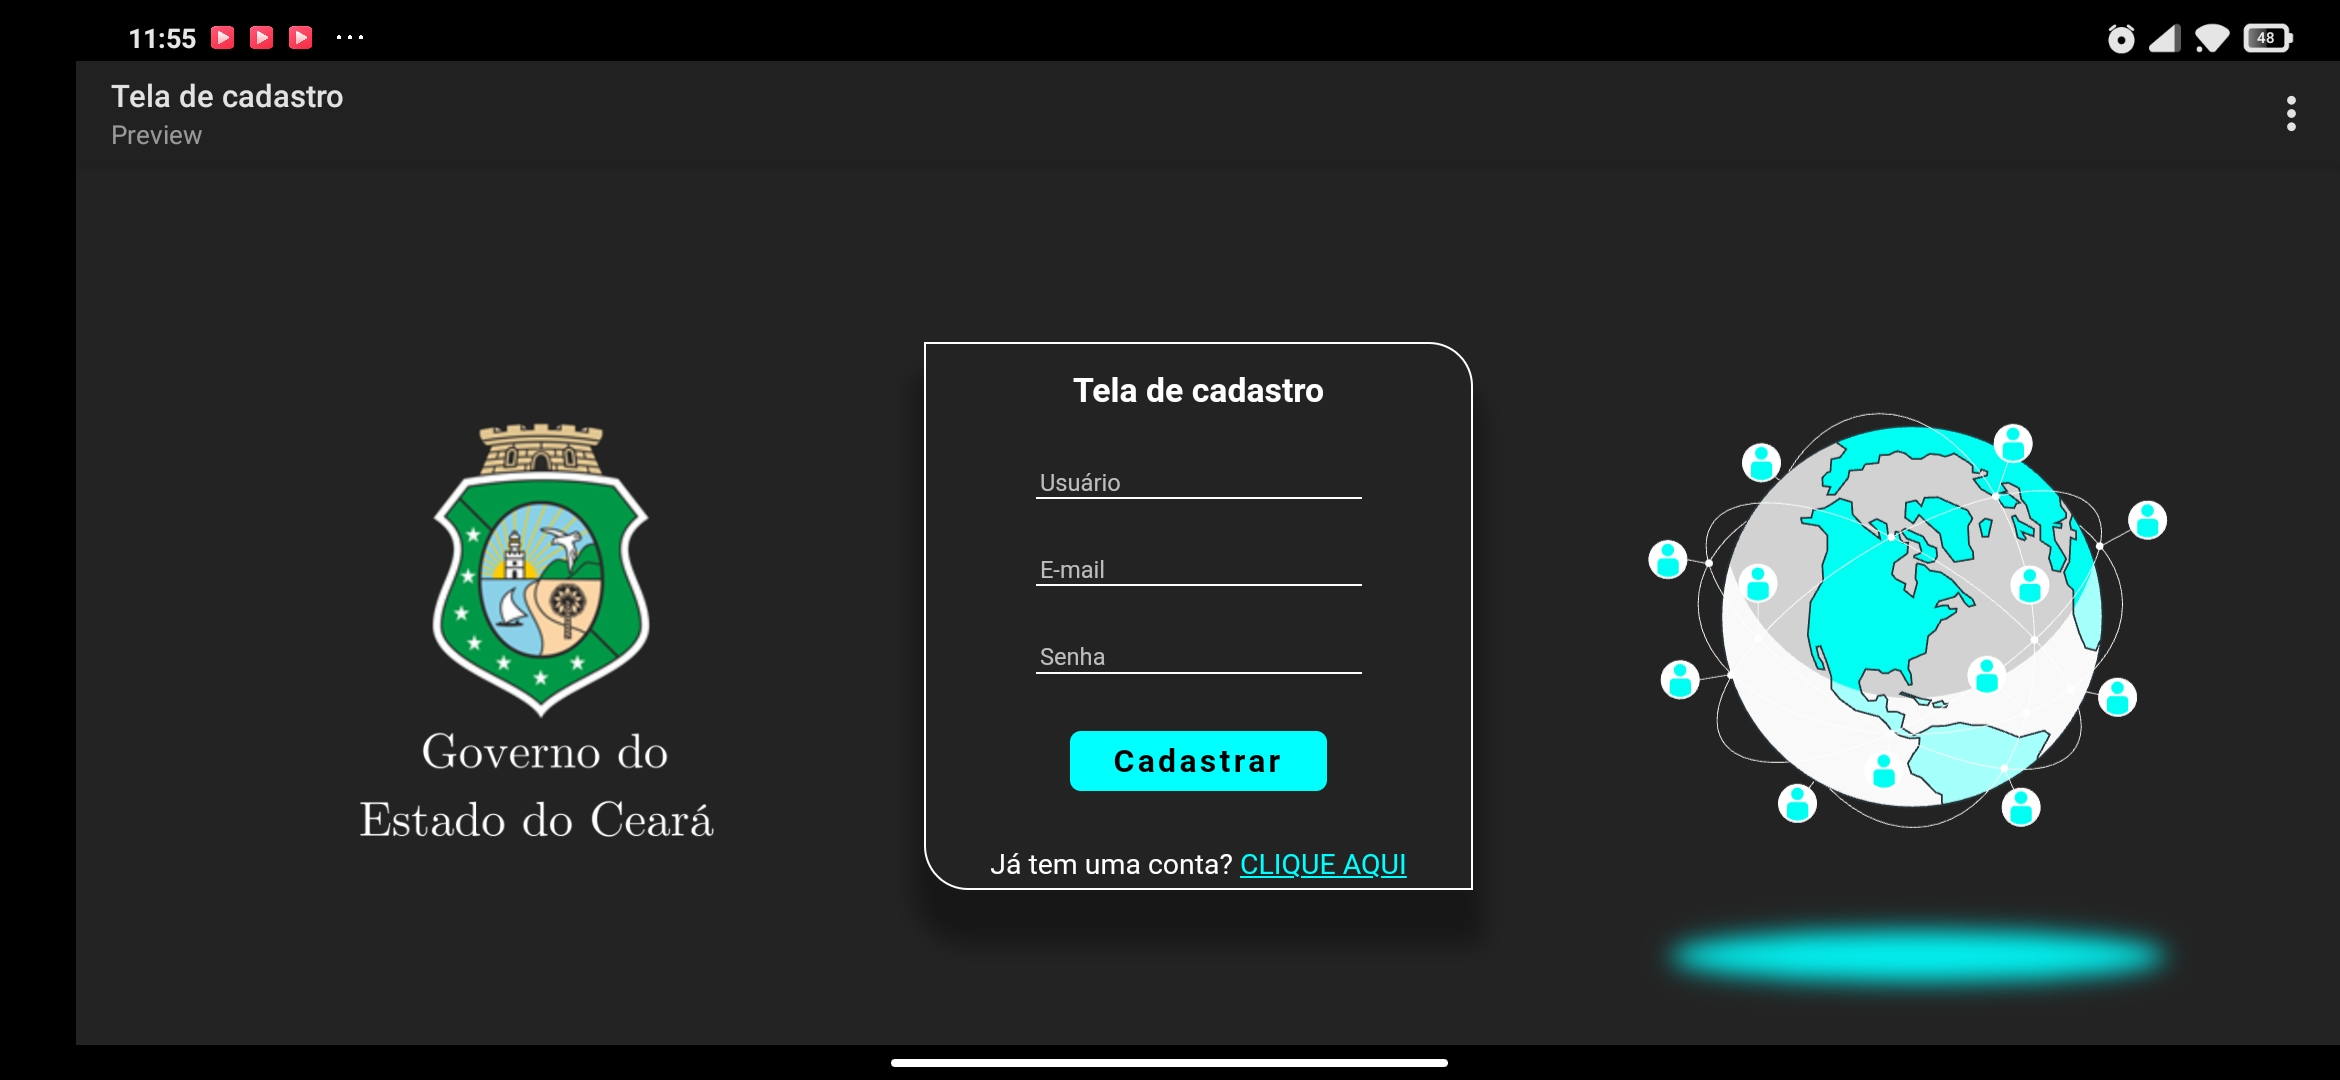 11:55
48
Tela de cadastro
Preview
Governo do
Estado do Ceará
Tela de cadastro
Usuário
E-mail
Senha
Cadastrar
Já tem uma conta? CLIQUE AQUI